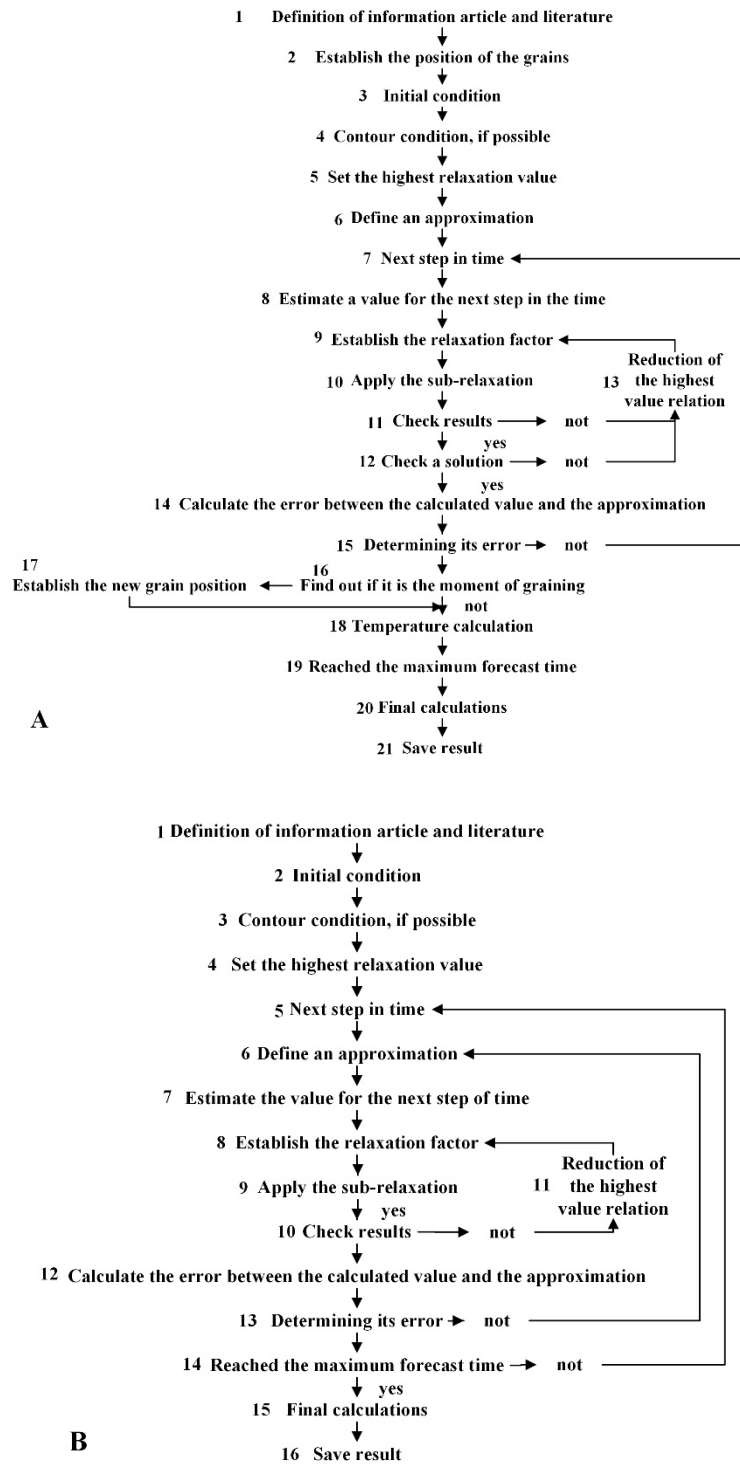 1 Definition of information article and literature
2 Establish the position of the grains
3 Initial condition
4 Contour condition, if possible
5 Set the highest relaxation value
6 Define an approximation
7 Next step in time
8 Estimate a value for the next step in the time
9 Establish the relaxation factor
Reduction of
10 Apply the sub-relaxation 13 the highest
value relation
11 Check results not
yes
12 Check a solution not
yes
14 Calculate the error between the calculated value and the approximation
15 Determining its error not
17 16
Establish the new grain position Find out if it is the moment of graining
not
18 Temperature calculation
19 Reached the maximum forecast time
20 Final calculations
A
21 Save result
1 Definition of information article and literature
2 Initial condition
3 Contour condition, if possible
4 Set the highest relaxation value
5 Next step in time
6 Define an approximation
7 Estimate the value for the next step of time
8 Establish the relaxation factor
Reduction of
9 Apply the sub-relaxation 11 the highest
value relation
yes
10 Check results not
12 Calculate the error between the calculated value and the approximation
13 Determining its error not
14 Reached the maximum forecast time not
yes
15 Final calculations
B
16 Save result